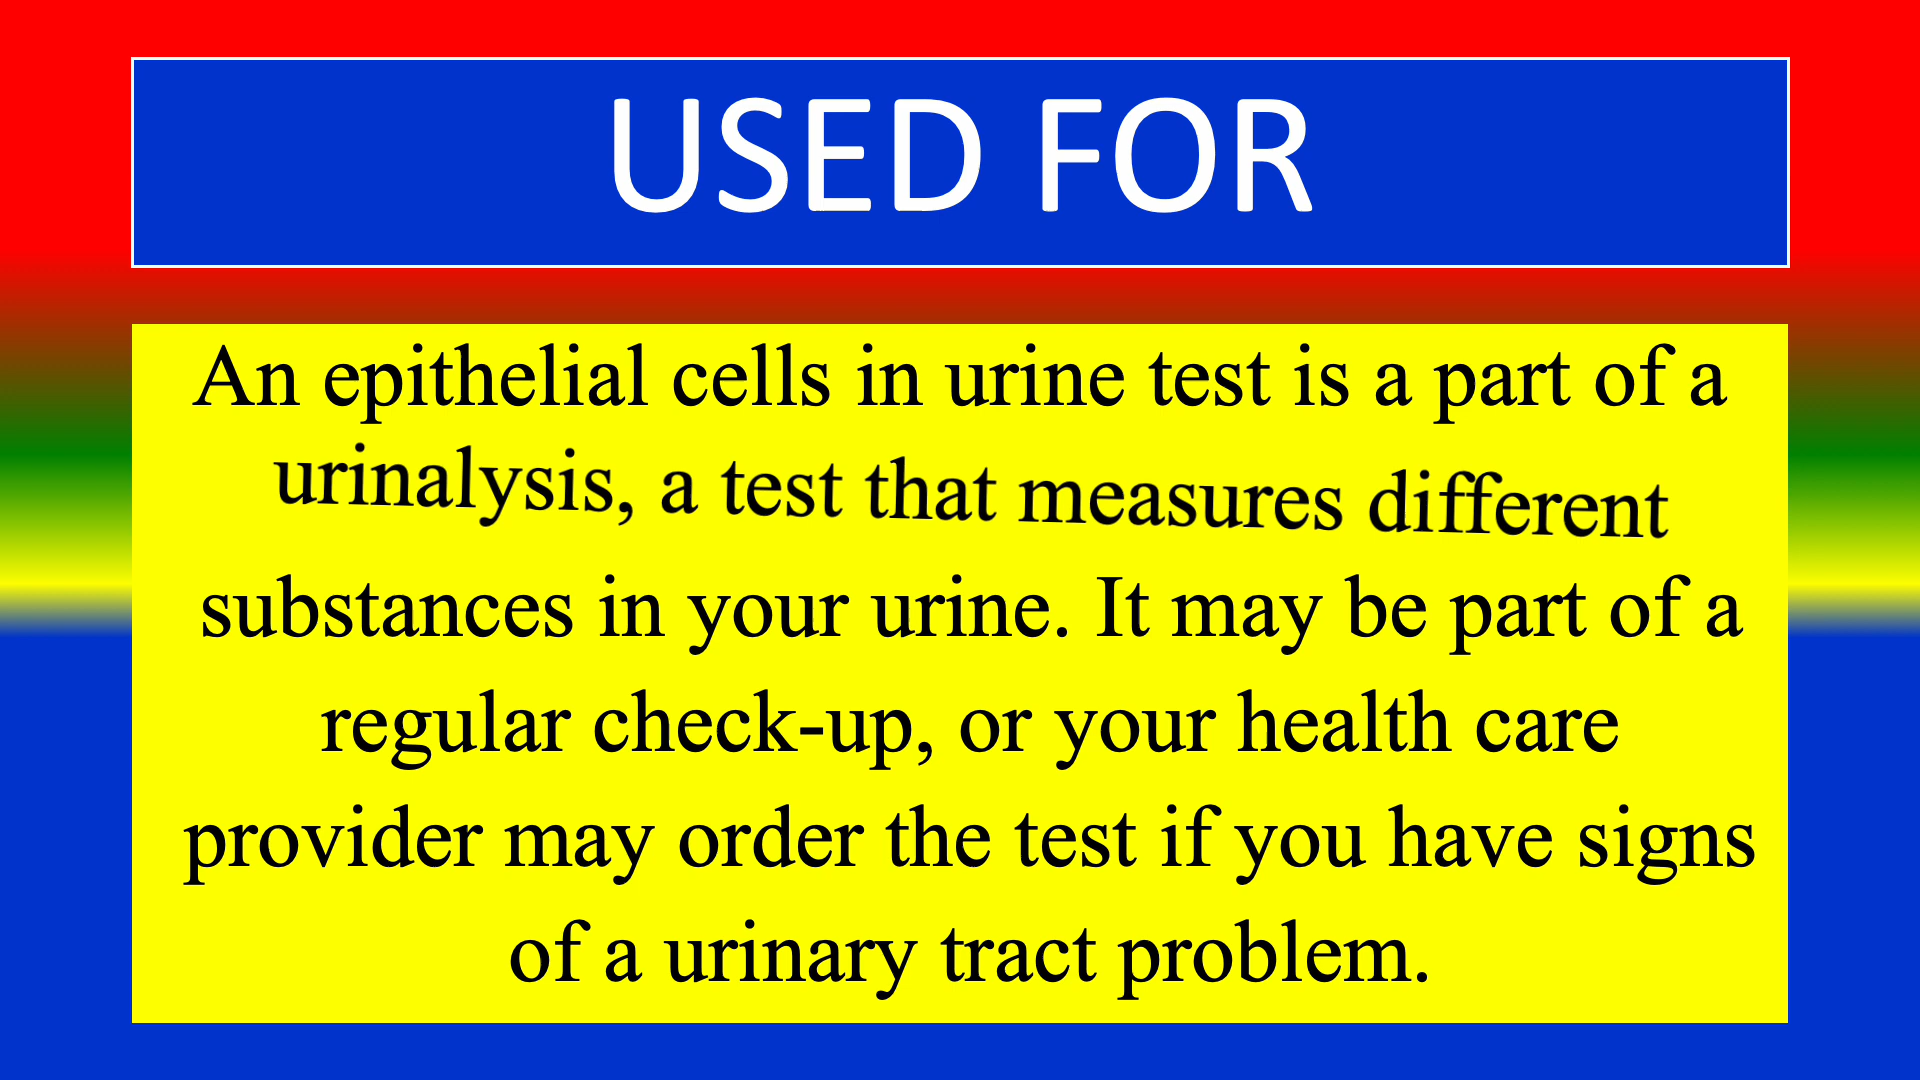 USED FOR
An epithelial cells in urine test is a part of a
urinalysis, a test that measures different
substances in your urine. It may be part of a
regular check-up, or your health care
provider may order the test if you have signs
of a urinary tract problem.